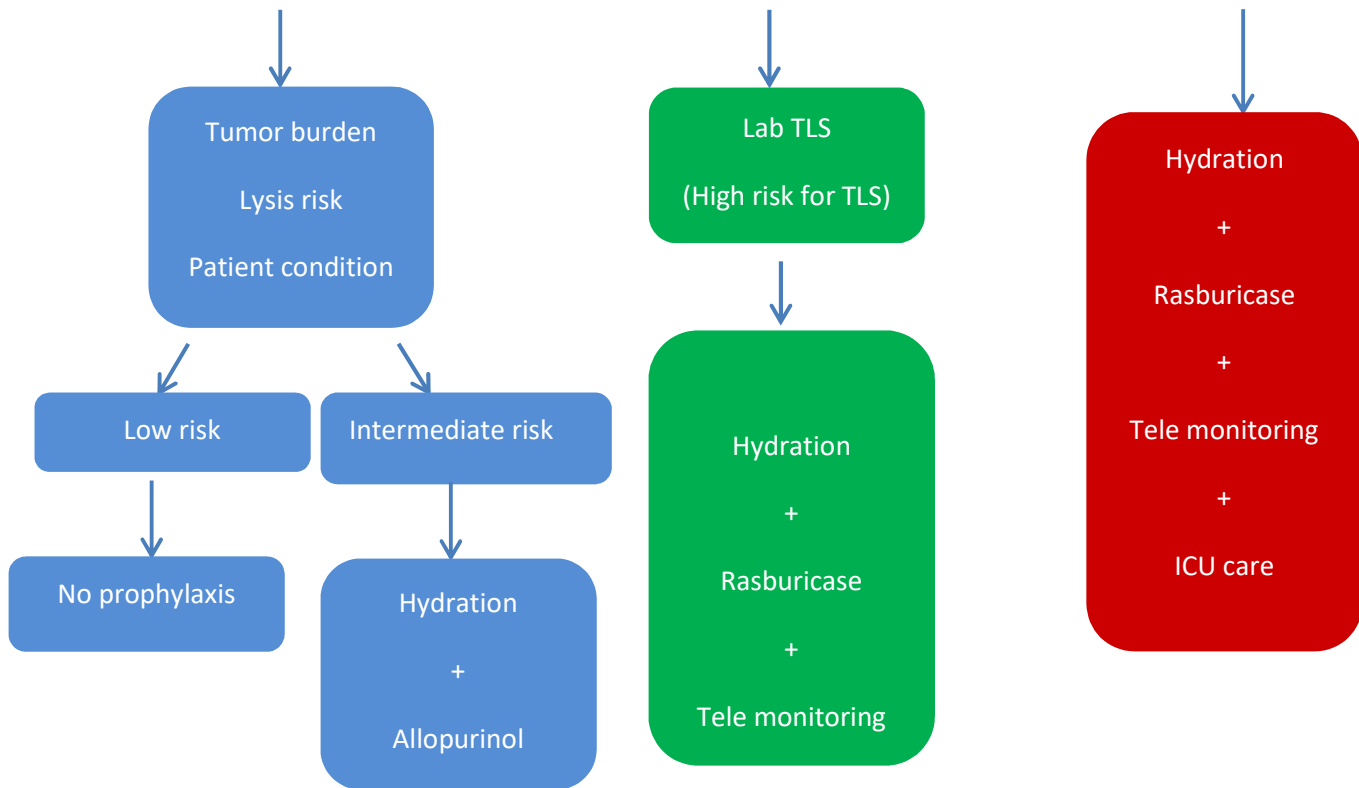 Tumor burden
Lysis risk
Patient condition
Low risk
Intermediate risk
No prophylaxis
Hydration
+
Allopurinol
Lab TLS
(High risk for TLS)
Hydration
+
Rasburicase
+
Tele monitoring
Hydration
+
Rasburicase
+
Tele monitoring
+
ICU care